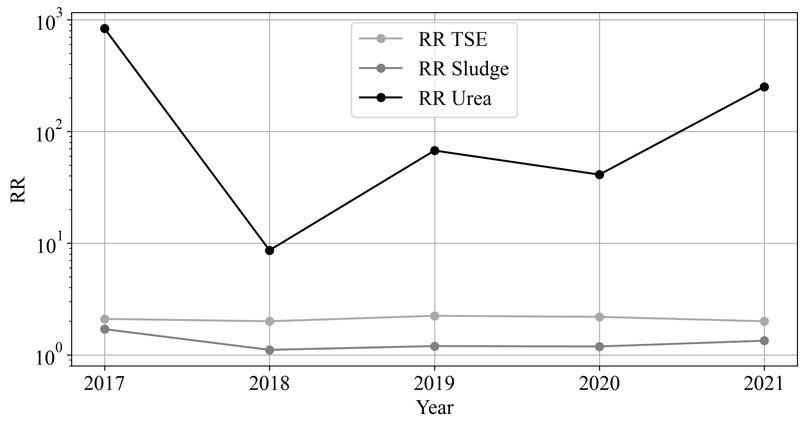 10³
10²
10¹
10⁰
RR
RR TSE
RR Sludge
RR Urea
2017 2018 2019 2020 2021
Year